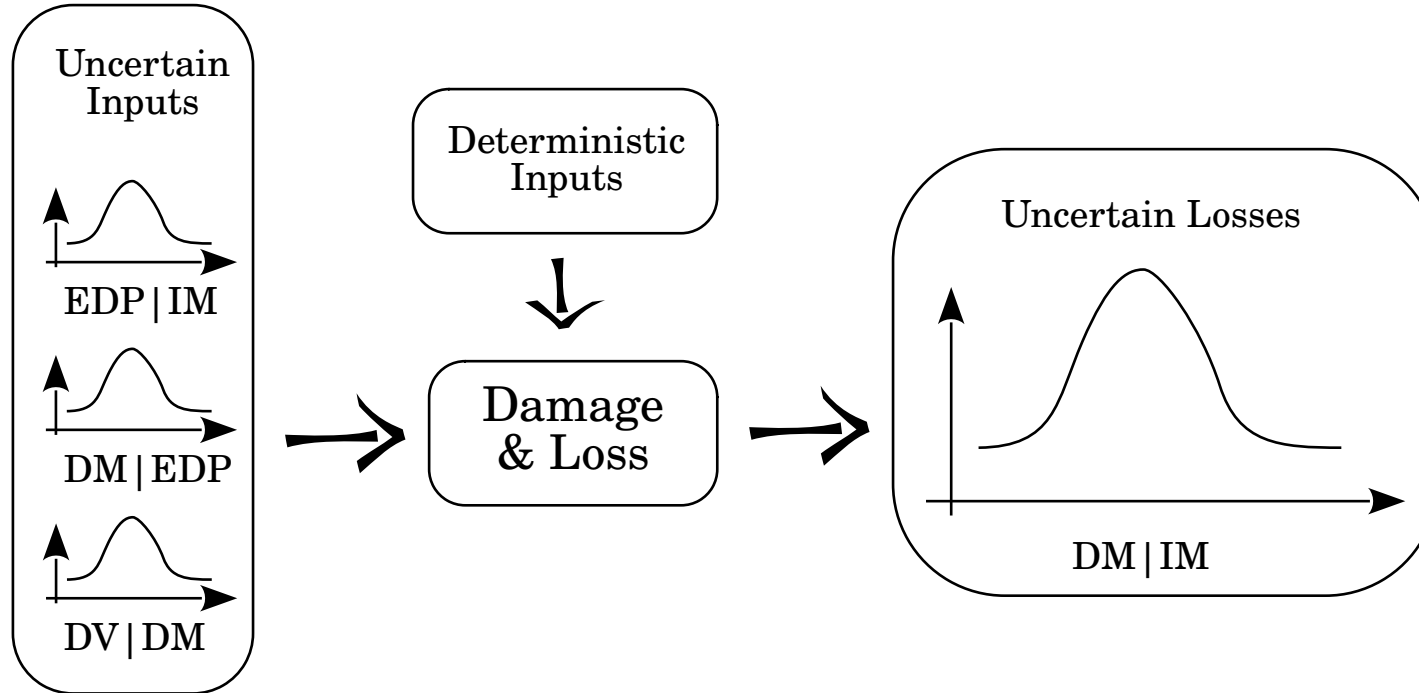 Uncertain
Inputs
EDP|IM
DM|EDP
DV|DM
Deterministic
Inputs
Damage
& Loss
Uncertain Losses
DM|IM